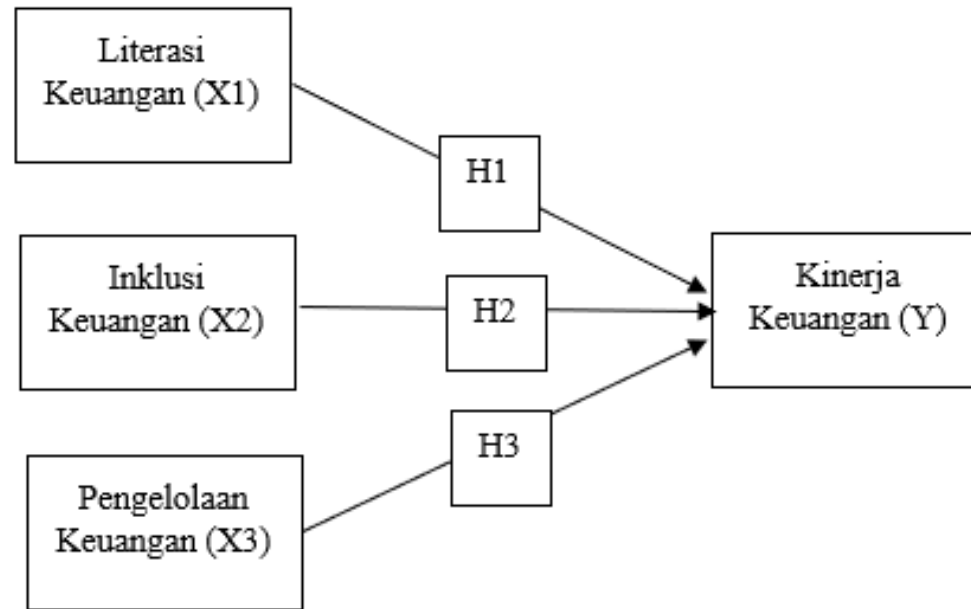 Literasi
Keuangan (X1)
H1
Inklusi
Keuangan (X2)
H2
Kinerja
Keuangan (Y)
H3
Pengelolaan
Keuangan (X3)